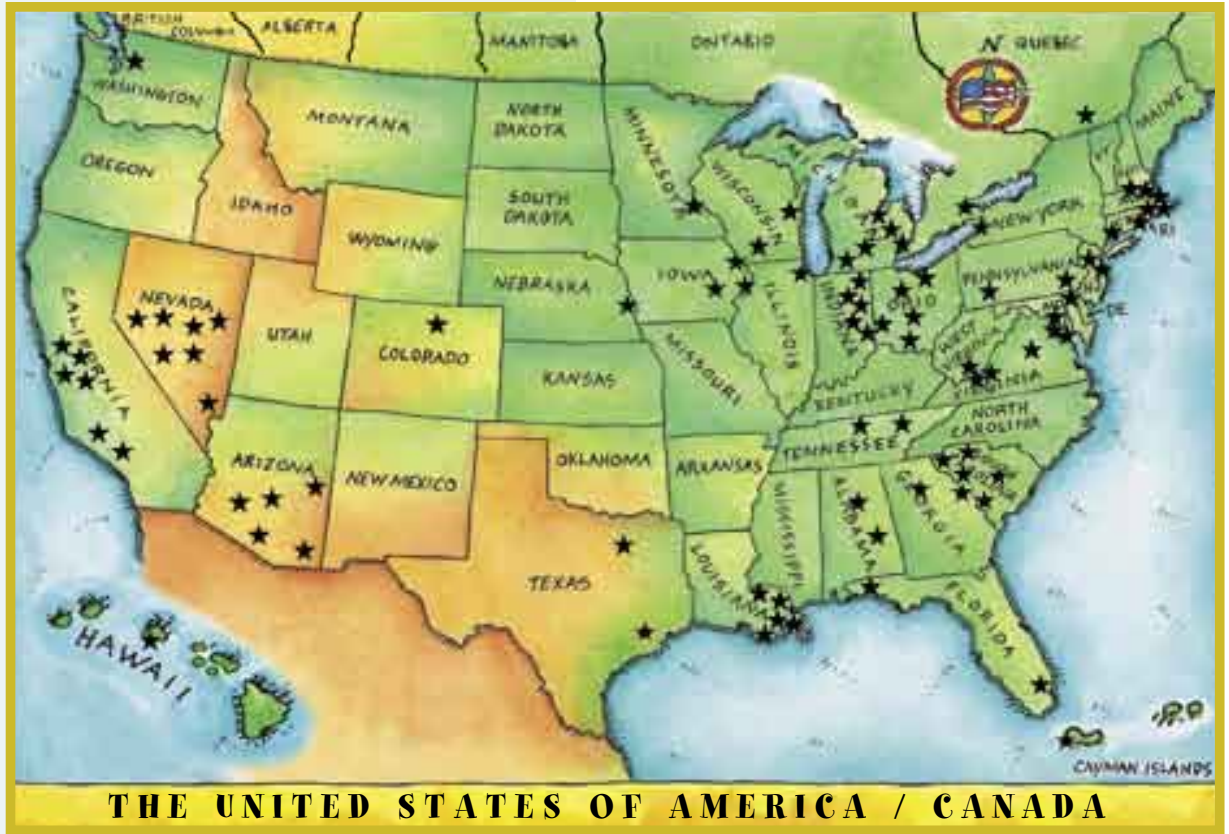 BRITISH
COLUMBIA
ALBERTA
MANITOBA
ONTARIO
N
QUEBEC
WASHINGTON
MONTANA
NORTH
DAKOTA
MINNESOTA
MAINE
OREGON
IDAHO
SOUTH
DAKOTA
WISCONSIN
NEW YORK
WYOMING
NEBRASKA
IOWA
ILLINOIS
INDIANA
OHIO
PENNSYLVANIA
DE
NEVADA
CALIFERNIA
UTAH
COLORADO
KANSAS
MISSOURI
WEST
VIRGINIA
VIRGINIA
KENTUCKY
NORTH
CAROLINA
TENNESSEE
ARIZONA
NEW MEXICO
OKLAHOMA
ARKANSAS
MISSISSIPPI
ALABAMA
GEORGIA
TEXAS
LOUISIANA
FLORIDA
HAWAII
CAYMAN ISLANDS
THE UNITED STATES OF AMERICA / CANADA